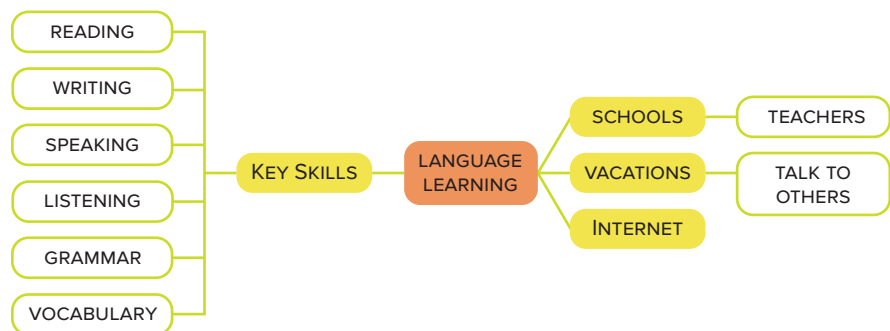 READING
WRITING
SPEAKING
LISTENING
GRAMMAR
VOCABULARY
KEY SKILLS
LANGUAGE
LEARNING
SCHOOLS
VACATIONS
INTERNET
TEACHERS
TALK TO
OTHERS